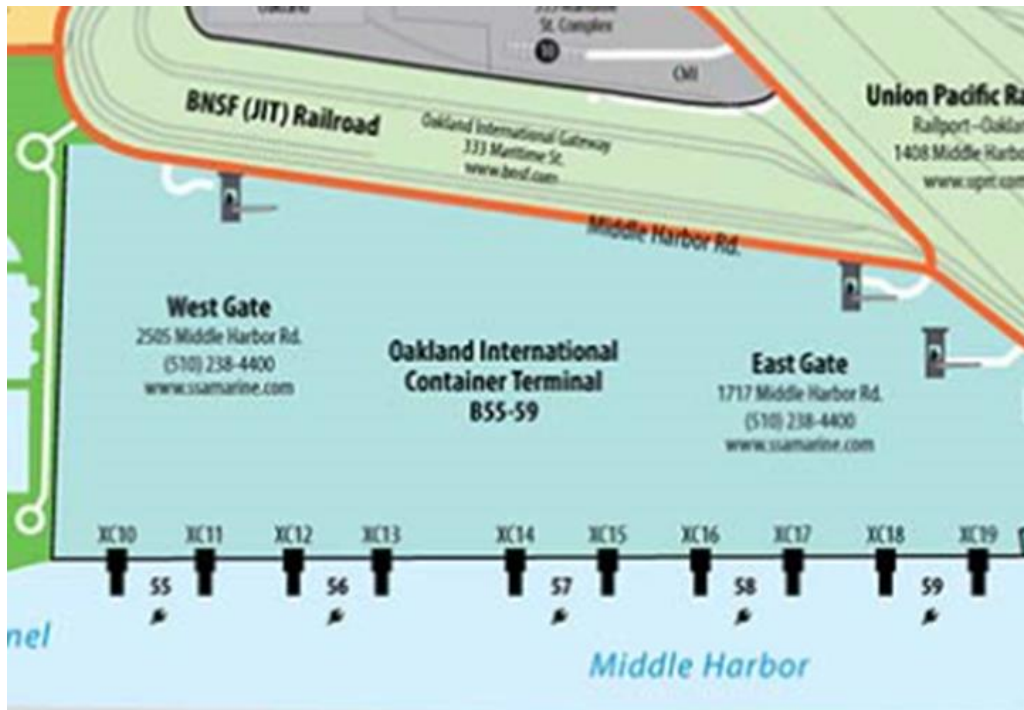 Oakland
555 Maritime
St. Complex
10
CMI
BNSF (JIT) Railroad
Oakland International Gateway
333 Maritime St.
www.bnsf.com
Union Pacific Ra
Railport–Oaklan
1408 Middle Harbo
www.uprr.com
Middle Harbor Rd.
West Gate
2505 Middle Harbor Rd.
(510) 238-4400
www.ssamarine.com
Oakland International
Container Terminal
B55-59
East Gate
1717 Middle Harbor Rd.
(510) 238-4400
www.ssamarine.com
XC10 XC11 XC12 XC13 XC14 XC15 XC16 XC17 XC18 XC19
55 56 57 58 59
nel
Middle Harbor